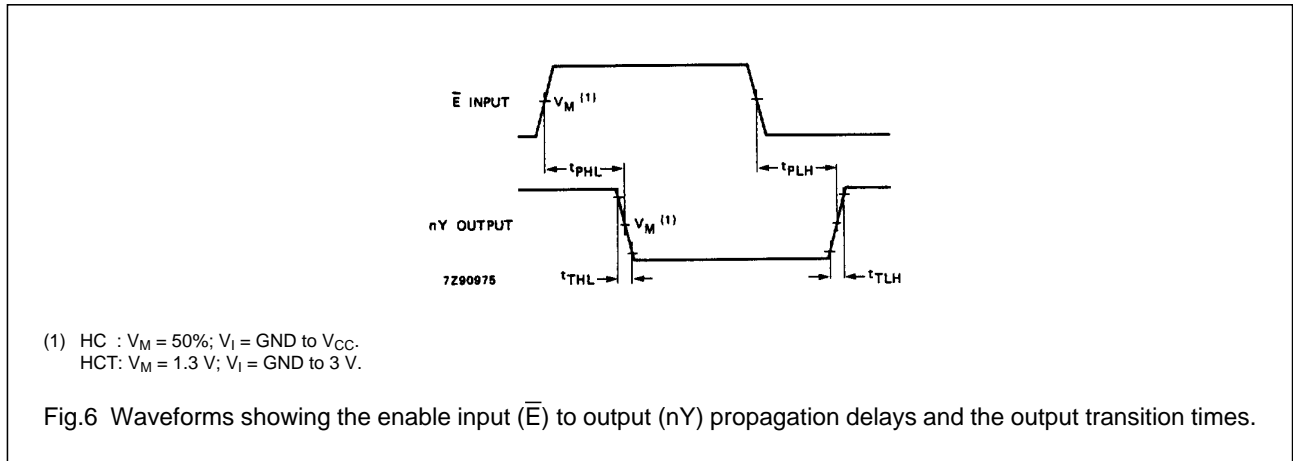 E̅ INPUT
V_M (1)
t_PHL
t_PLH
nY OUTPUT
V_M (1)
7Z90975
t_THL
t_TLH
(1) HC : V_M = 50%; V_I = GND to V_CC.
HCT: V_M = 1.3 V; V_I = GND to 3 V.
Fig.6 Waveforms showing the enable input (E̅) to output (nY) propagation delays and the output transition times.